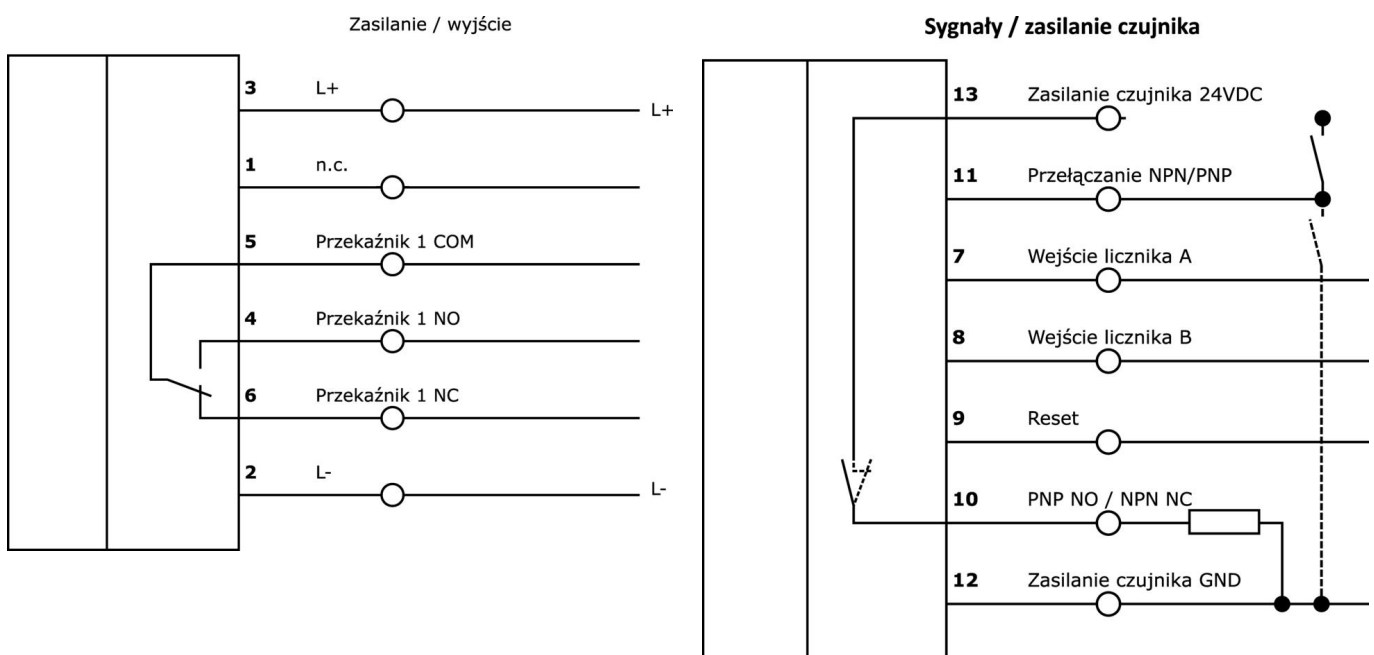 Zasilanie / wyjście
3 L+
L+
1 n.c.
5 Przekaźnik 1 COM
4 Przekaźnik 1 NO
6 Przekaźnik 1 NC
2 L-
L-
Sygnały / zasilanie czujnika
13 Zasilanie czujnika 24VDC
11 Przełączanie NPN/PNP
7 Wejście licznika A
8 Wejście licznika B
9 Reset
10 PNP NO / NPN NC
12 Zasilanie czujnika GND